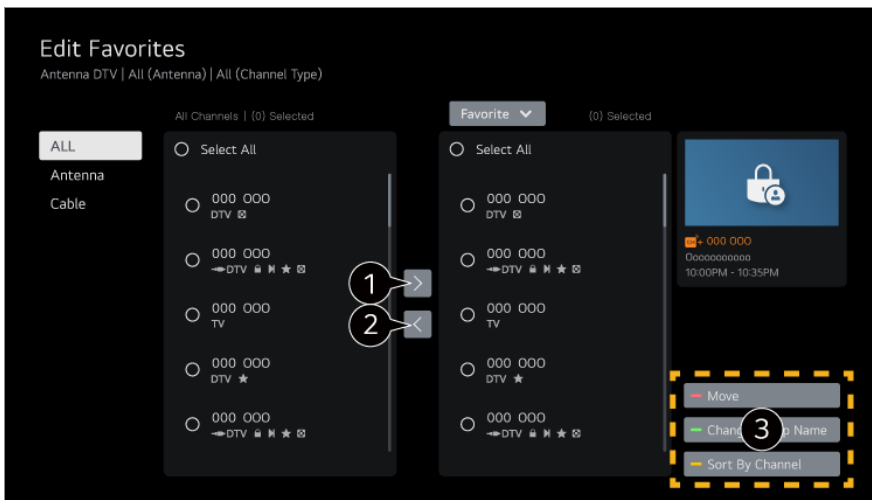 Edit Favorites
Antenna DTV | All (Antenna) | All (Channel Type)
All Channels | (0) Selected
Favorite
(0) Selected
ALL
Antenna
Cable
Select All
000 000
DTV
000 000
DTV
000 000
TV
000 000
DTV
000 000
DTV
1
2
Select All
000 000
DTV
000 000
DTV
000 000
TV
000 000
DTV
000 000
DTV
CH+ 000 000
Oooooooooo
10:00PM - 10:35PM
Move
3
Name
Sort By Channel